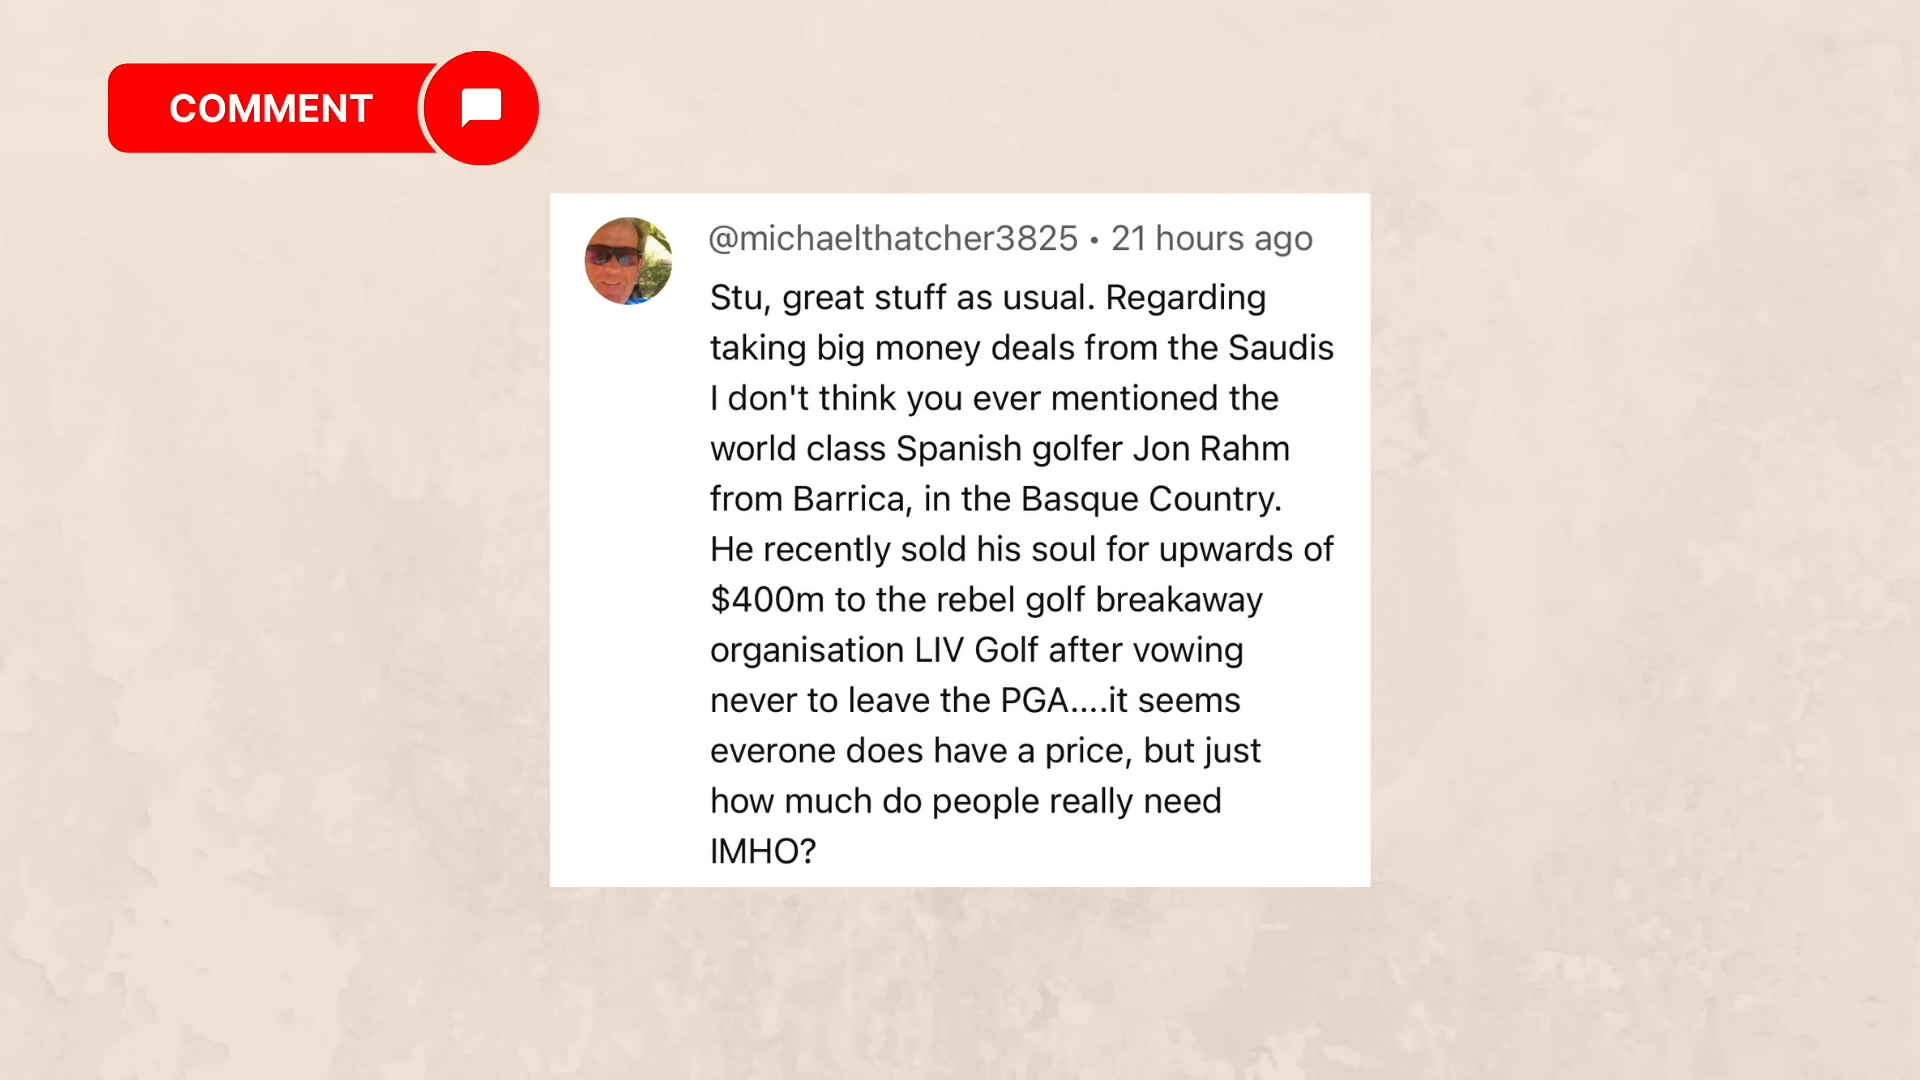 COMMENT
@michaelthatcher3825 • 21 hours ago
Stu, great stuff as usual. Regarding
taking big money deals from the Saudis
I don't think you ever mentioned the
world class Spanish golfer Jon Rahm
from Barrica, in the Basque Country.
He recently sold his soul for upwards of
$400m to the rebel golf breakaway
organisation LIV Golf after vowing
never to leave the PGA....it seems
everone does have a price, but just
how much do people really need
IMHO?